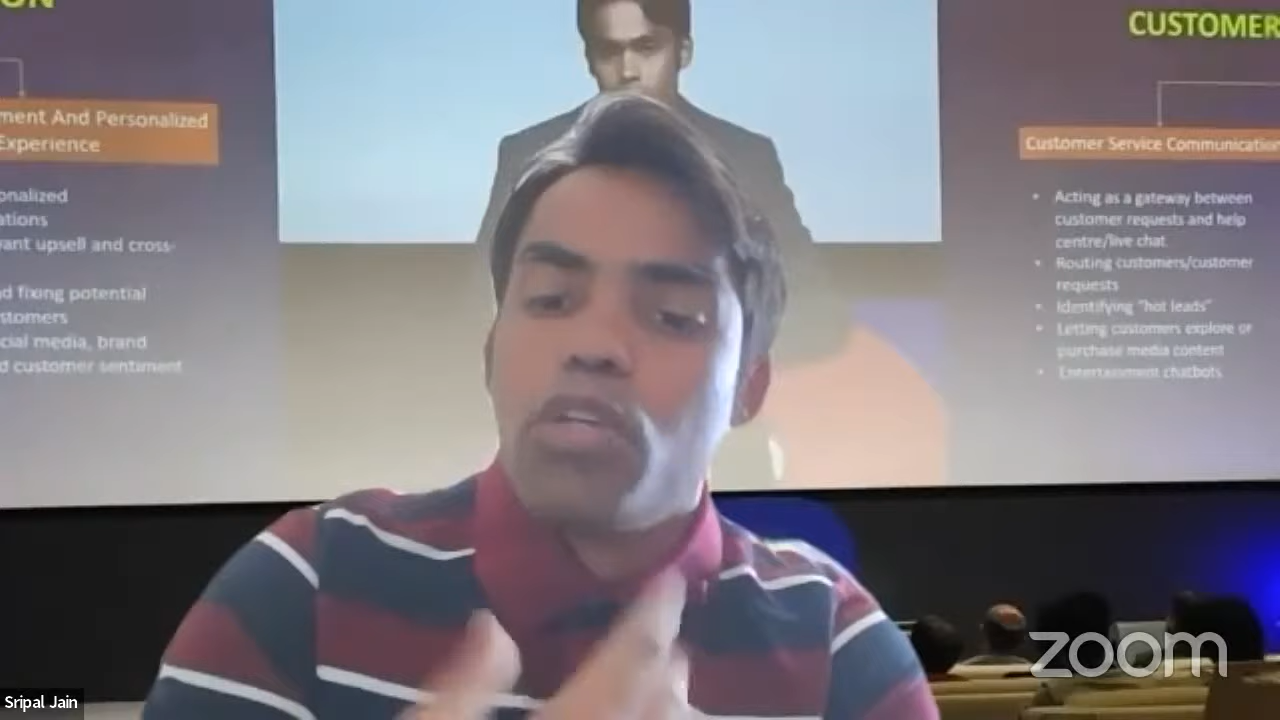 ON
ment And Personalized
Experience
onalized
ations
vant upsell and cross-
d fixing potential
stomers
cial media, brand
d customer sentiment
CUSTOMER
Customer Service Communication
• Acting as a gateway between
customer requests and help
centre/live chat
• Routing customers/customer
requests
• Identifying "hot leads"
• Letting customers explore or
purchase media content
• Entertainment chatbots
zoom
Sripal Jain